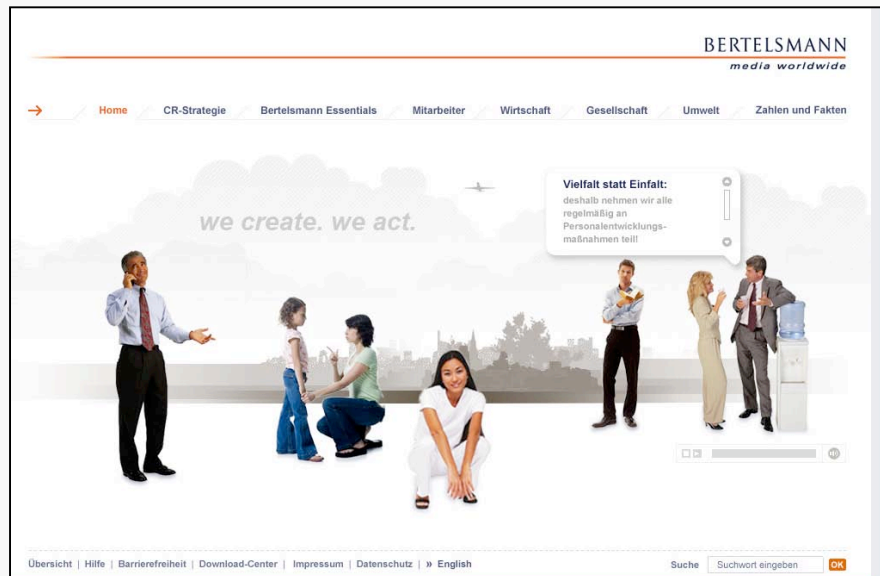 BERTELSMANN
media worldwide
Home CR-Strategie Bertelsmann Essentials Mitarbeiter Wirtschaft Gesellschaft Umwelt Zahlen und Fakten
we create. we act.
Vielfalt statt Einfalt:
deshalb nehmen wir alle
regelmäßig an
Personalentwicklungs-
maßnahmen teil!
Übersicht | Hilfe | Barrierefreiheit | Download-Center | Impressum | Datenschutz | » English
Suche Suchwort eingeben OK